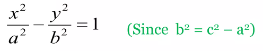 x²/a² − y²/b² = 1 (Since b² = c² − a²)